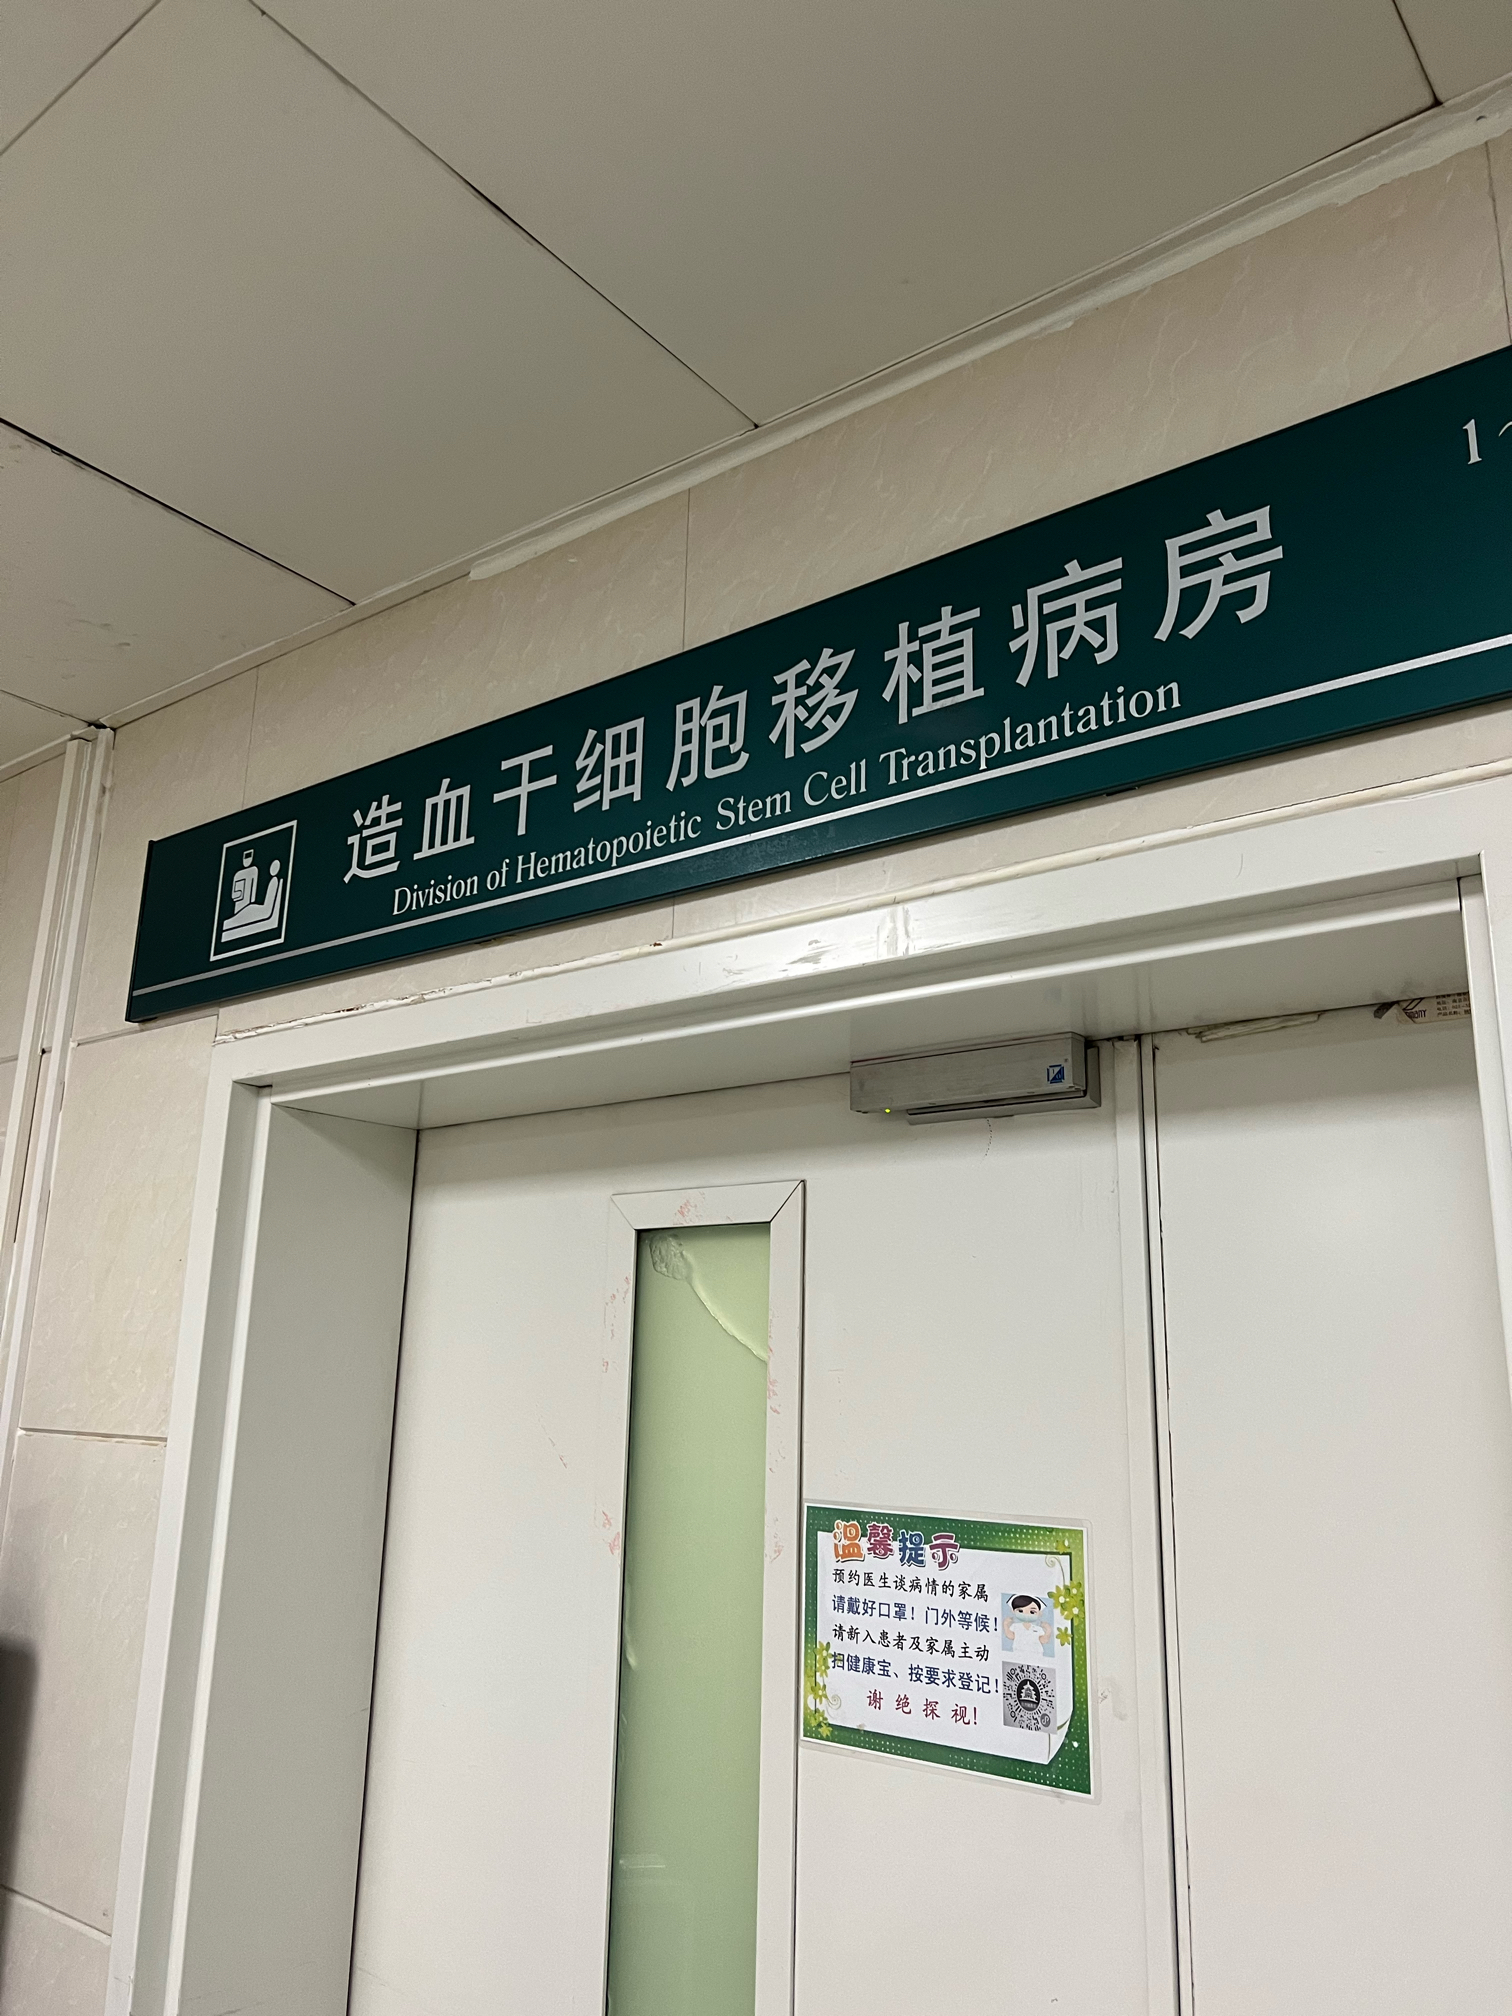 1
造血干细胞移植病房
Division of Hematopoietic Stem Cell Transplantation
温馨提示
预约医生谈病情的家属
请戴好口罩！门外等候！
请新入患者及家属主动
扫健康宝、按要求登记！
谢绝探视！